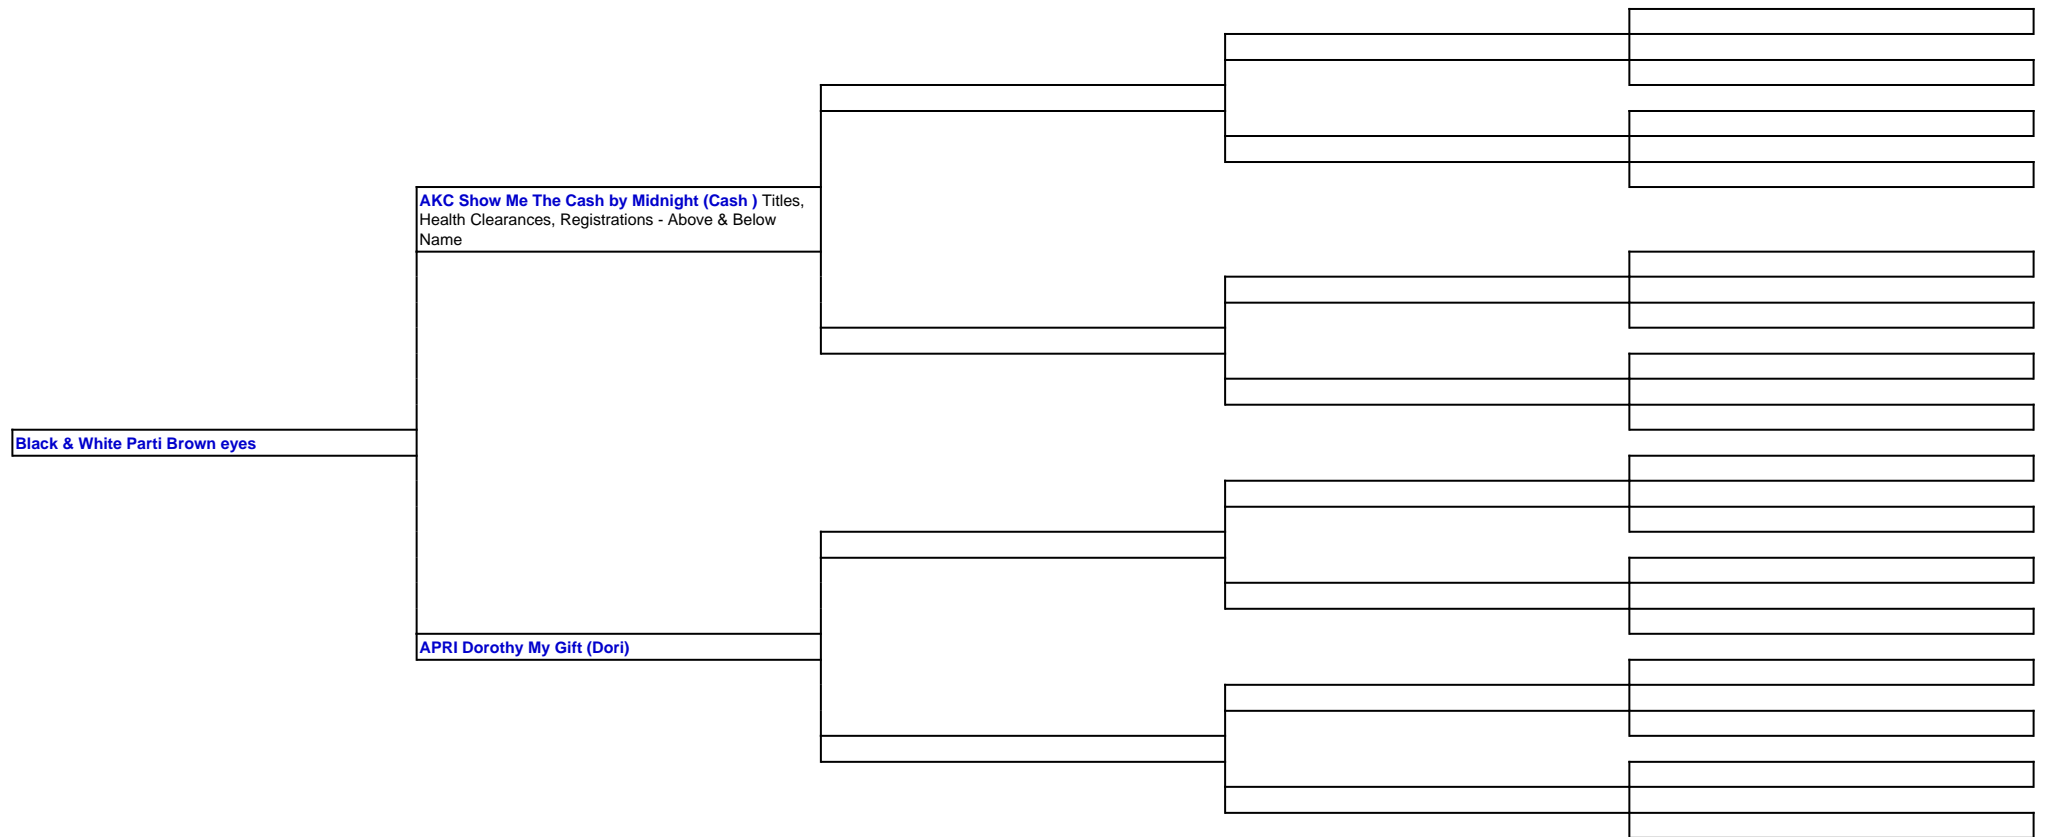 AKC Show Me The Cash by Midnight (Cash ) Titles,
Health Clearances, Registrations - Above & Below
Name
Black & White Parti Brown eyes
APRI Dorothy My Gift (Dori)